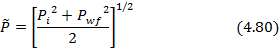 P̃ = [ (P_i² + P_wf²) / 2 ]^{1/2}    (4.80)